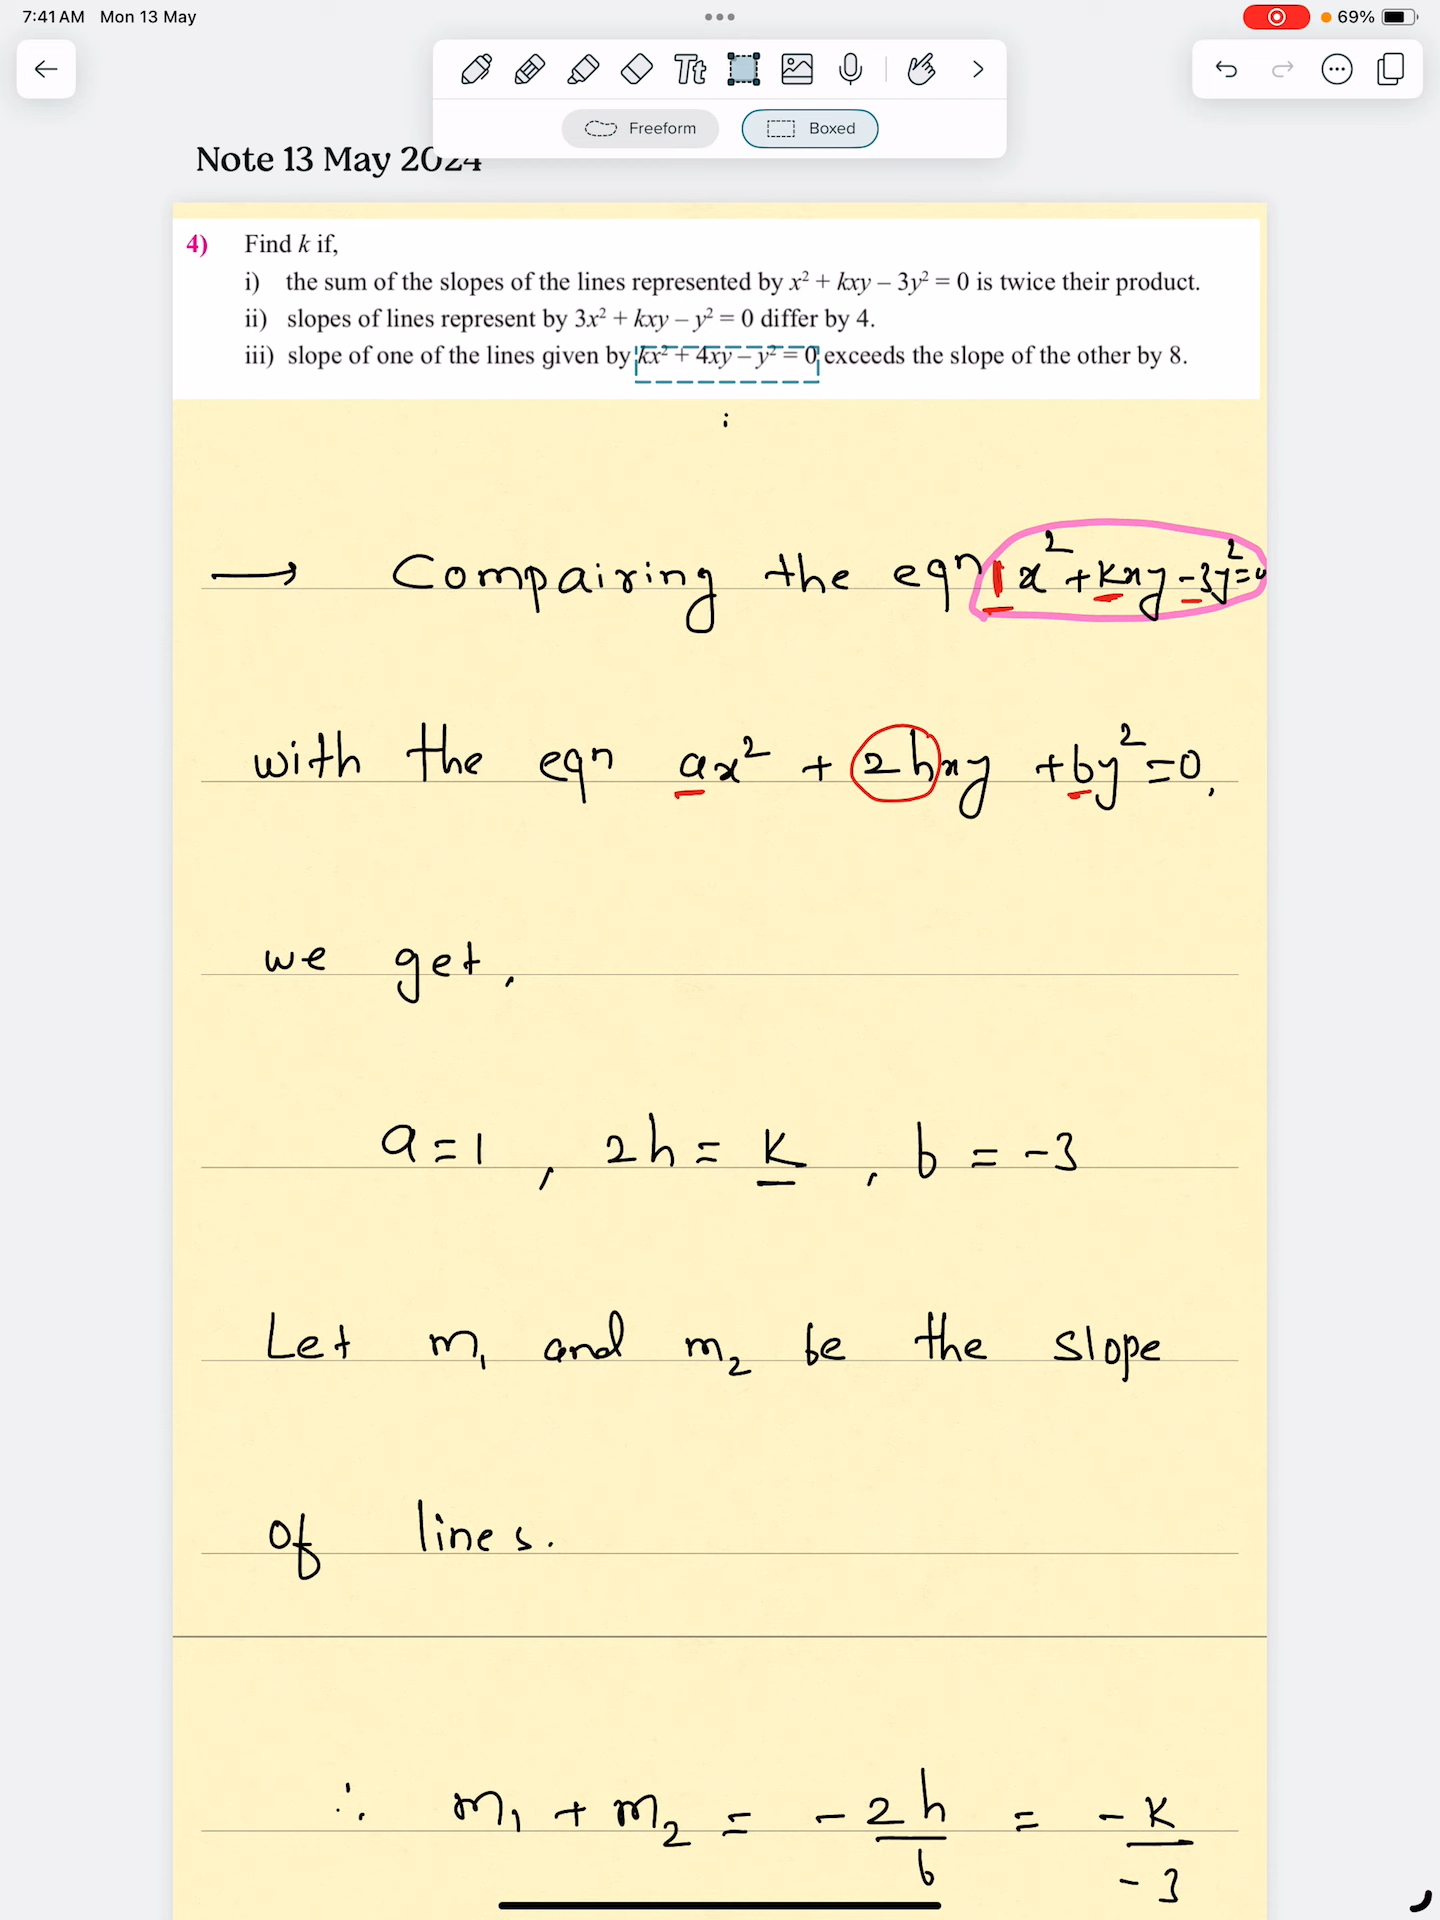 7:41 AM Mon 13 May
69%
Tt
Freeform
Boxed
Note 13 May 2024
4) Find k if,
i) the sum of the slopes of the lines represented by x² + kxy – 3y² = 0 is twice their product.
ii) slopes of lines represent by 3x² + kxy – y² = 0 differ by 4.
iii) slope of one of the lines given by kx² + 4xy – y² = 0 exceeds the slope of the other by 8.
→ Compairing the eqn 1x² + kxy -3y² = 0
with the eqn ax² + 2hxy + by² = 0,
we get,
a = 1 , 2h = k , b = -3
Let m₁ and m₂ be the slope
of lines.
∴ m₁ + m₂ = -2h/b = -k/-3